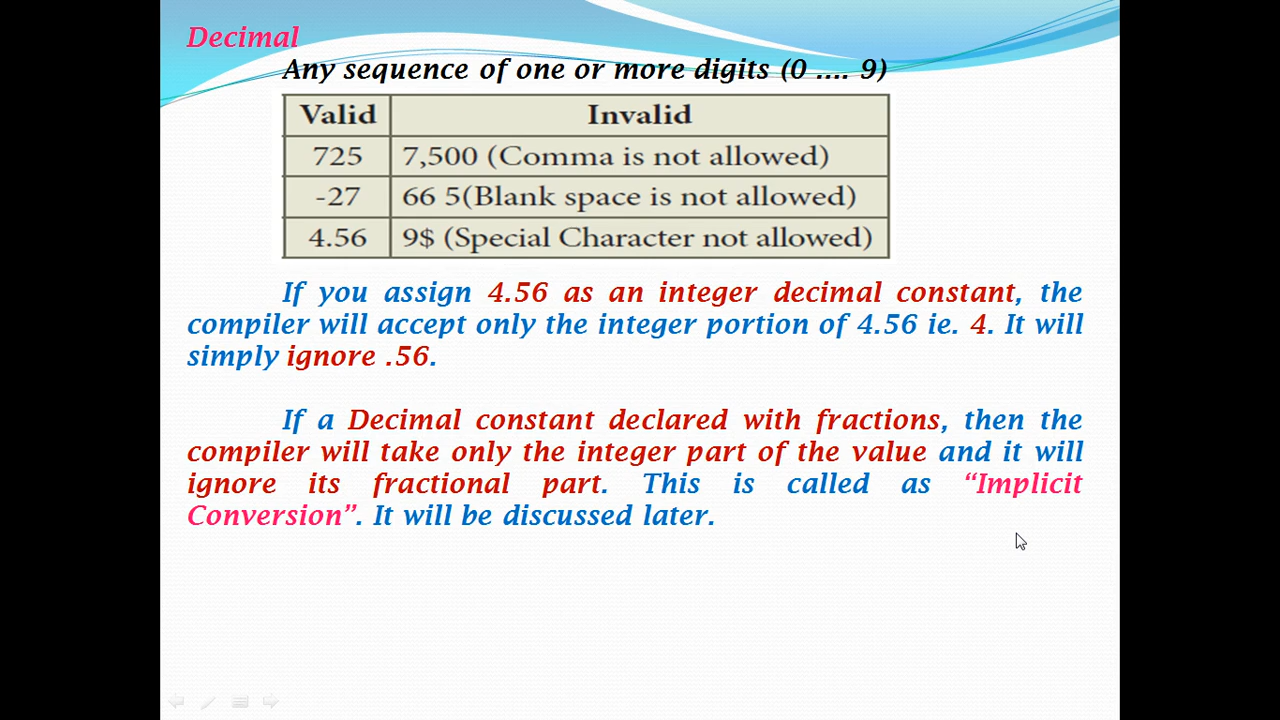 Decimal
Any sequence of one or more digits (0 .... 9)
Valid Invalid
725 7,500 (Comma is not allowed)
-27 66 5(Blank space is not allowed)
4.56 9$ (Special Character not allowed)
If you assign 4.56 as an integer decimal constant, the
compiler will accept only the integer portion of 4.56 ie. 4. It will
simply ignore .56.
If a Decimal constant declared with fractions, then the
compiler will take only the integer part of the value and it will
ignore its fractional part. This is called as “Implicit
Conversion”. It will be discussed later.